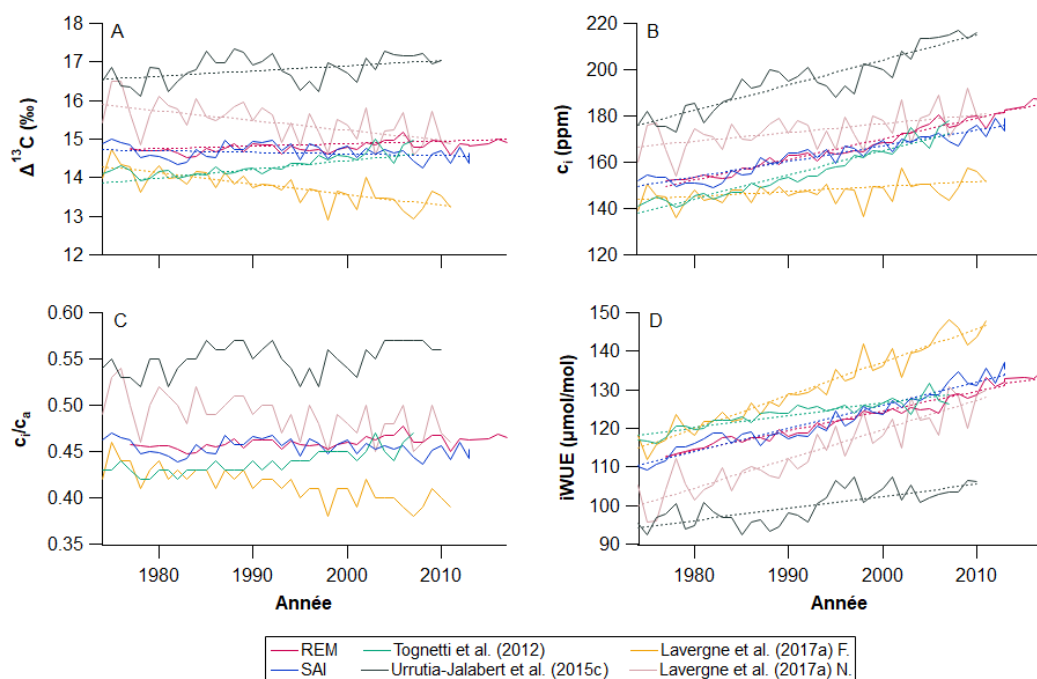 A
B
Δ 13C (‰)
18
17
16
15
14
13
12
ci (ppm)
220
200
180
160
140
120
C
D
ci/ca
0.60
0.55
0.50
0.45
0.40
0.35
iWUE (µmol/mol)
150
140
130
120
110
100
90
1980 1990 2000 2010
1980 1990 2000 2010
Année
Année
REM Tognetti et al. (2012) Lavergne et al. (2017a) F.
SAI Urrutia-Jalabert et al. (2015c) Lavergne et al. (2017a) N.